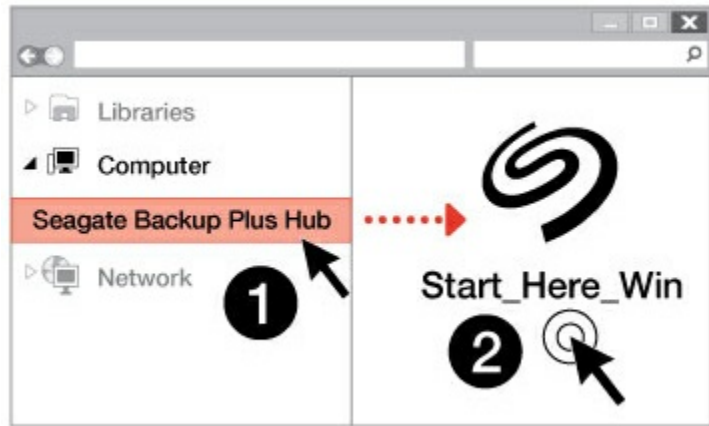 Libraries
Computer
Seagate Backup Plus Hub
Network
1
Start_Here_Win
2